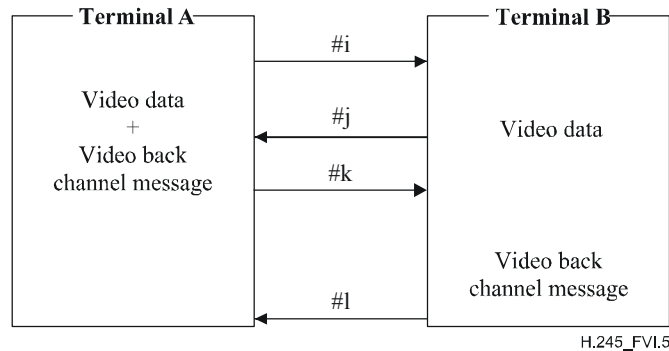 Terminal A
Terminal B
#i
Video data
+
Video back
channel message
#j
Video data
#k
Video back
channel message
#l
H.245_FVI.5